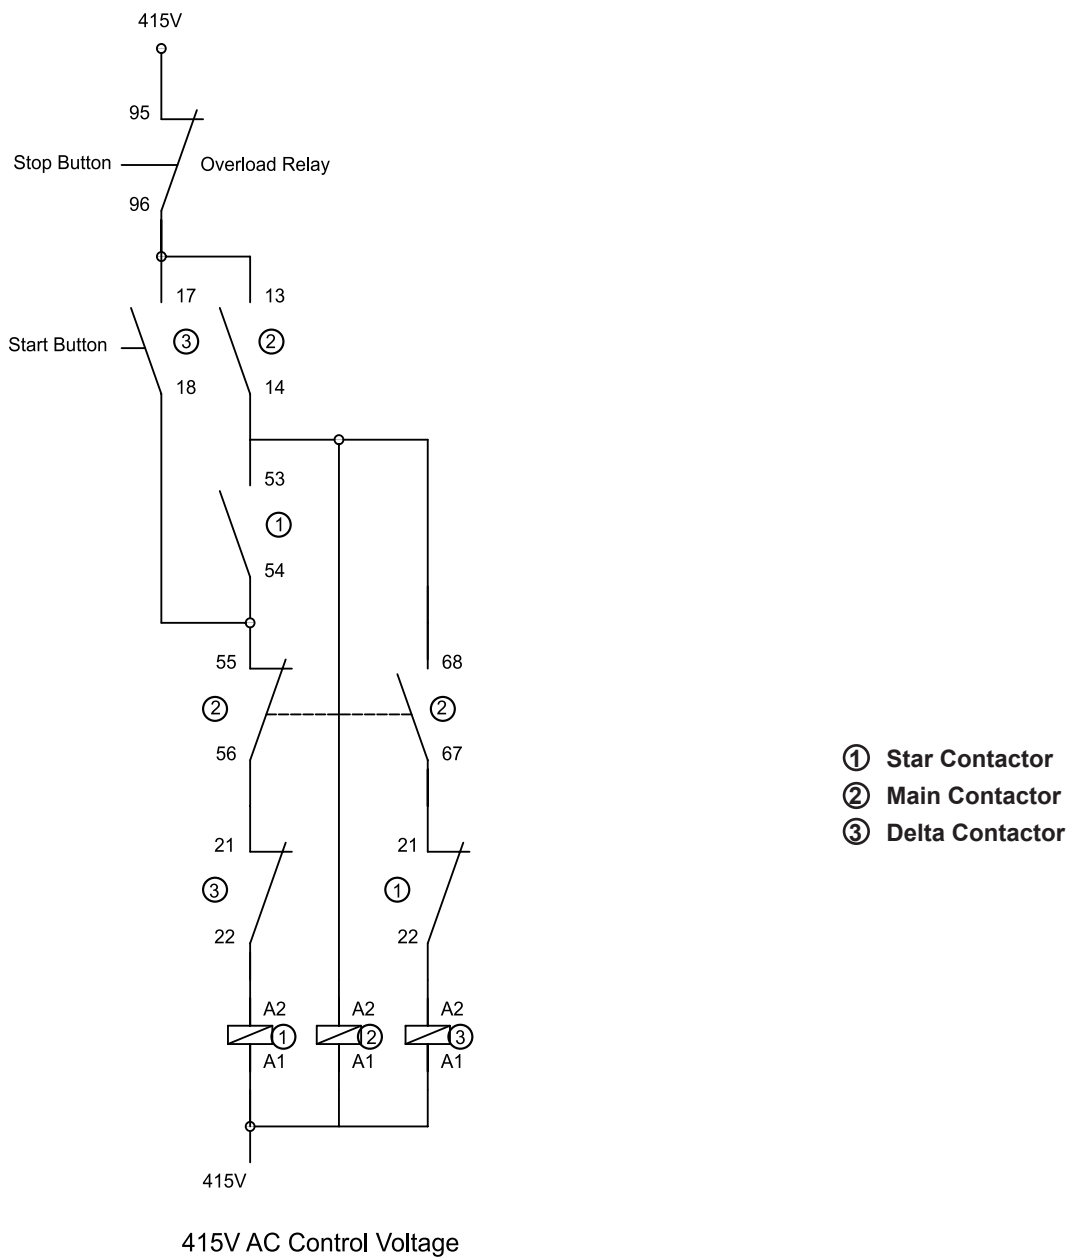 415V
95
Stop Button
Overload Relay
96
17
13
Start Button
3
2
18
14
53
1
54
55
68
2
2
56
67
21
21
3
1
22
22
A2
A2
A2
1
2
3
A1
A1
A1
415V
415V AC Control Voltage
1 Star Contactor
2 Main Contactor
3 Delta Contactor